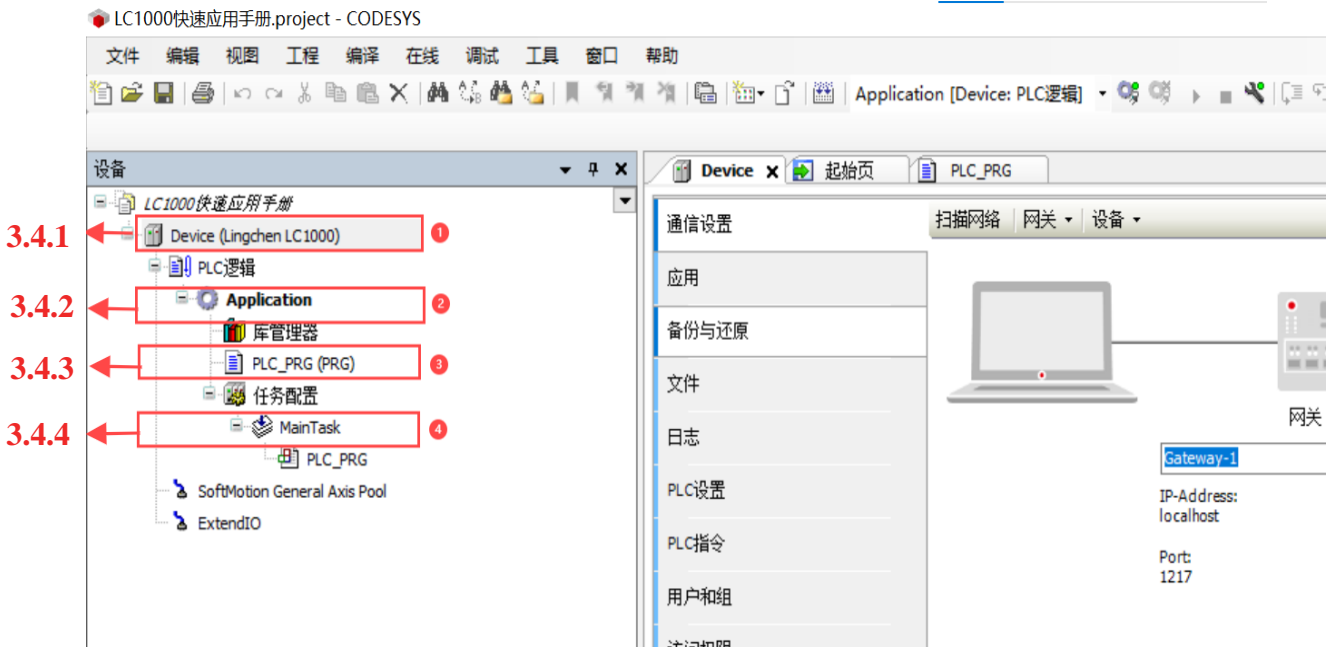 LC1000快速应用手册.project - CODESYS
文件 编辑 视图 工程 编译 在线 调试 工具 窗口 帮助
Application [Device: PLC逻辑]
设备
Device
起始页
PLC_PRG
LC1000快速应用手册
3.4.1
Device (Lingchen LC1000)
1
PLC逻辑
3.4.2
Application
2
库管理器
3.4.3
PLC_PRG (PRG)
3
任务配置
3.4.4
MainTask
4
PLC_PRG
SoftMotion General Axis Pool
ExtendIO
通信设置
应用
备份与还原
文件
日志
PLC设置
PLC指令
用户和组
扫描网络 网关 设备
网关
Gateway-1
IP-Address:
localhost
Port:
1217